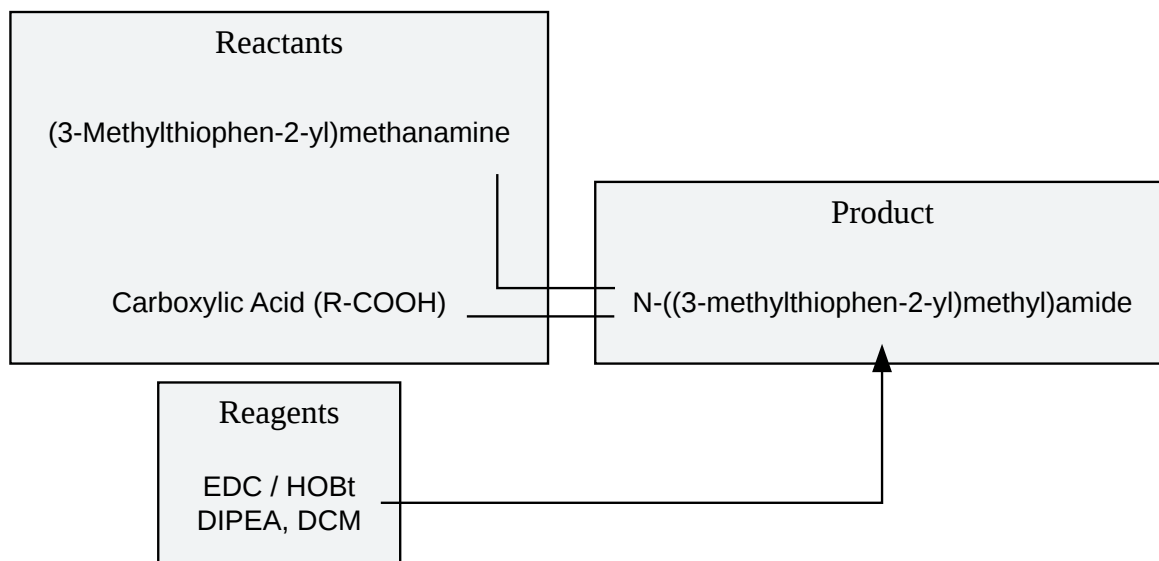 Reactants
(3-Methylthiophen-2-yl)methanamine
Carboxylic Acid (R-COOH)
Product
N-((3-methylthiophen-2-yl)methyl)amide
Reagents
EDC / HOBt
DIPEA, DCM